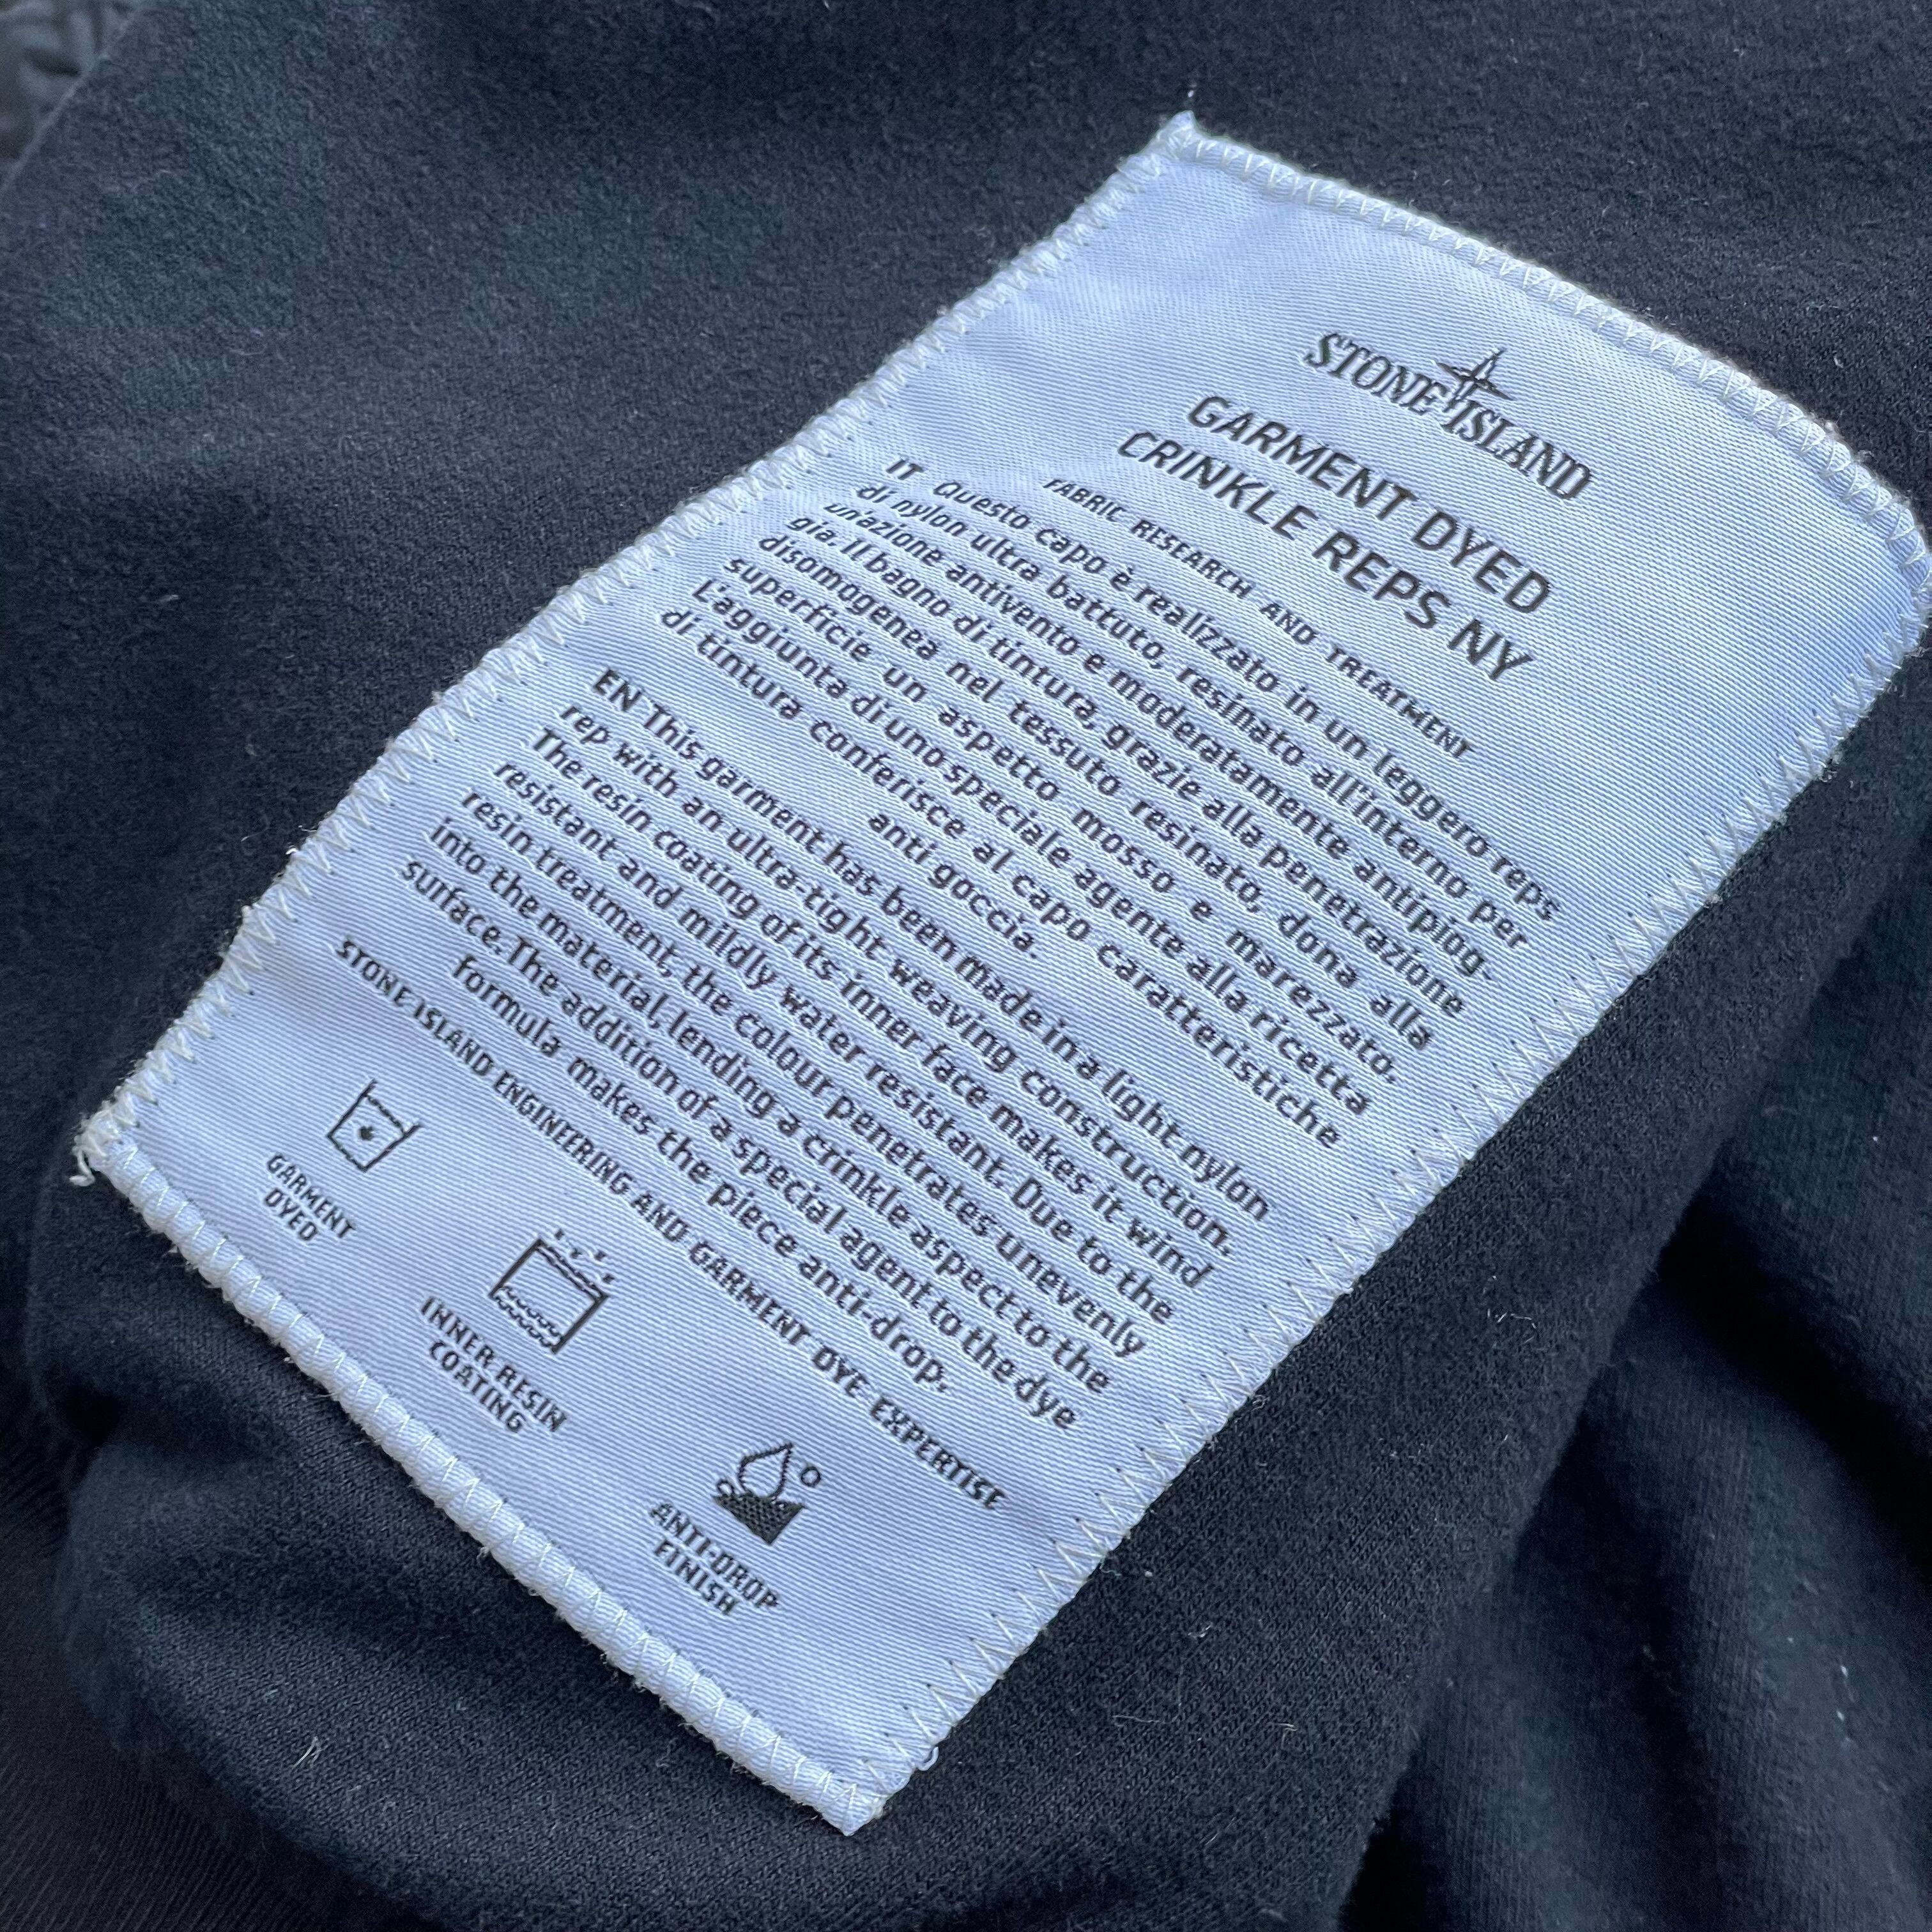 STONE ISLAND
GARMENT DYED
CRINKLE REPS NY
FABRIC RESEARCH AND TREATMENT
IT Questo capo è realizzato in un leggero reps
di nylon ultra battuto, resinato all'interno per
unazione antivento e moderatamente antipiog-
gia. Il bagno di tintura, grazie alla penetrazione
disomogenea nel tessuto resinato, dona alla
superficie un aspetto mosso e marezzato.
L'aggiunta di uno speciale agente alla ricetta
di tintura conferisce al capo caratteristiche
anti goccia.
EN This garment has been made in a light nylon
rep with an ultra-tight weaving construction.
The resin coating of its inner face makes it wind
resistant and mildly water resistant. Due to the
resin treatment, the colour penetrates unevenly
into the material, lending a crinkle aspect to the
surface. The addition of a special agent to the dye
formula makes the piece anti-drop.
STONE ISLAND ENGINEERING AND GARMENT DYE EXPERTISE
GARMENT
DYED
INNER RESIN
COATING
ANTI-DROP
FINISH